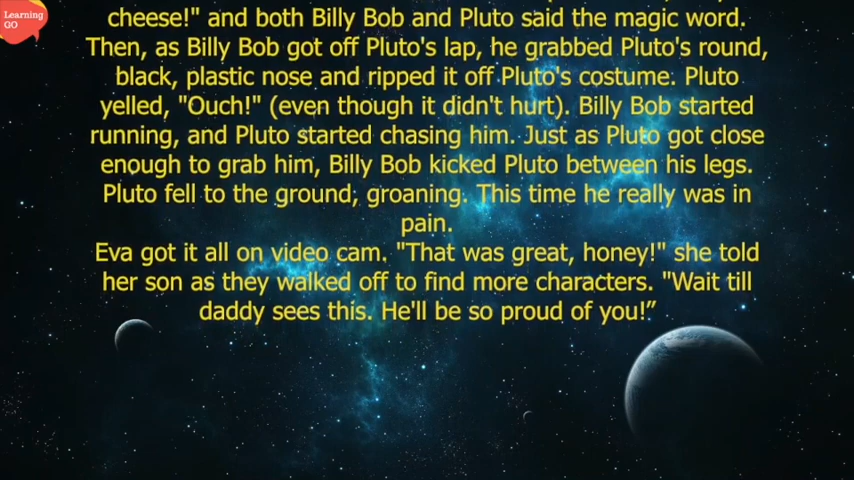 Learning
GO
cheese!" and both Billy Bob and Pluto said the magic word.
Then, as Billy Bob got off Pluto's lap, he grabbed Pluto's round,
black, plastic nose and ripped it off Pluto's costume. Pluto
yelled, "Ouch!" (even though it didn't hurt). Billy Bob started
running, and Pluto started chasing him. Just as Pluto got close
enough to grab him, Billy Bob kicked Pluto between his legs.
Pluto fell to the ground, groaning. This time he really was in
pain.
Eva got it all on video cam. "That was great, honey!" she told
her son as they walked off to find more characters. "Wait till
daddy sees this. He'll be so proud of you!”